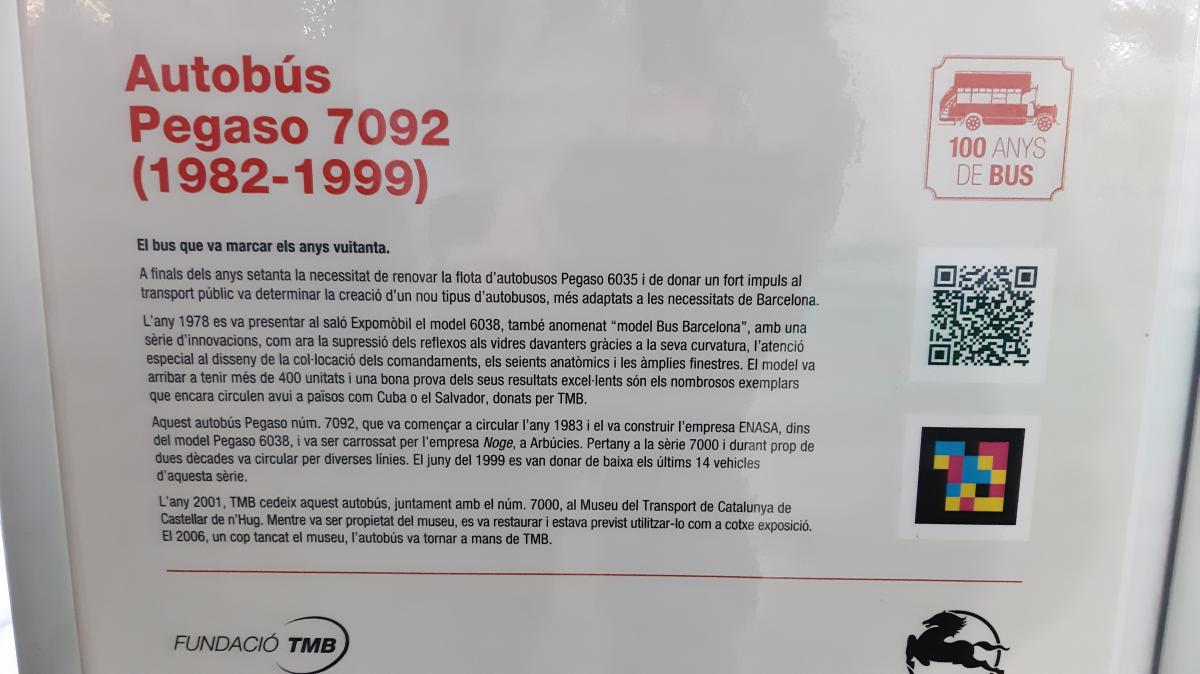 Autobús
Pegaso 7092
(1982-1999)
100 ANYS
DE BUS
El bus que va marcar els anys vuitanta.
A finals dels anys setanta la necessitat de renovar la flota d'autobusos Pegaso 6035 i de donar un fort impuls al
transport públic va determinar la creació d'un nou tipus d'autobusos, més adaptats a les necessitats de Barcelona.
L'any 1978 es va presentar al saló Expomòbil el model 6038, també anomenat “model Bus Barcelona”, amb una
sèrie d'innovacions, com ara la supressió dels reflexos als vidres davanters gràcies a la seva curvatura, l'atenció
especial al disseny de la col·locació dels comandaments, els seients anatòmics i les àmplies finestres. El model va
arribar a tenir més de 400 unitats i una bona prova dels seus resultats excel·lents són els nombrosos exemplars
que encara circulen avui a països com Cuba o el Salvador, donats per TMB.
Aquest autobús Pegaso núm. 7092, que va començar a circular l'any 1983 i el va construir l'empresa ENASA, dins
del model Pegaso 6038, i va ser carrossat per l'empresa Noge, a Arbúcies. Pertany a la sèrie 7000 i durant prop de
dues dècades va circular per diverses línies. El juny del 1999 es van donar de baixa els últims 14 vehicles
d'aquesta sèrie.
L'any 2001, TMB cedeix aquest autobús, juntament amb el núm. 7000, al Museu del Transport de Catalunya de
Castellar de n'Hug. Mentre va ser propietat del museu, es va restaurar i estava previst utilitzar-lo com a cotxe exposició.
El 2006, un cop tancat el museu, l'autobús va tornar a mans de TMB.
FUNDACIÓ TMB